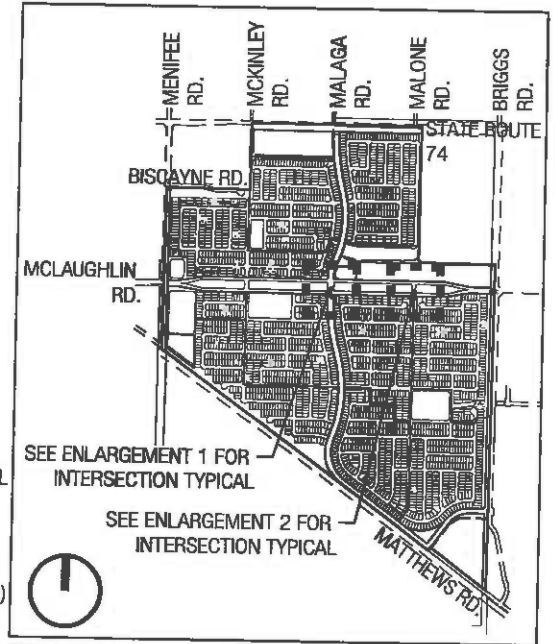 MENIFEE
RD.
MCKINLEY
RD.
MALAGA
RD.
MALONE
RD.
BRIGGS
RD.
STATE ROUTE
74
BISCAYNE RD.
MCLAUGHLIN
RD.
SEE ENLARGEMENT 1 FOR
INTERSECTION TYPICAL
SEE ENLARGEMENT 2 FOR
INTERSECTION TYPICAL
MATTHEWS RD.
L
)